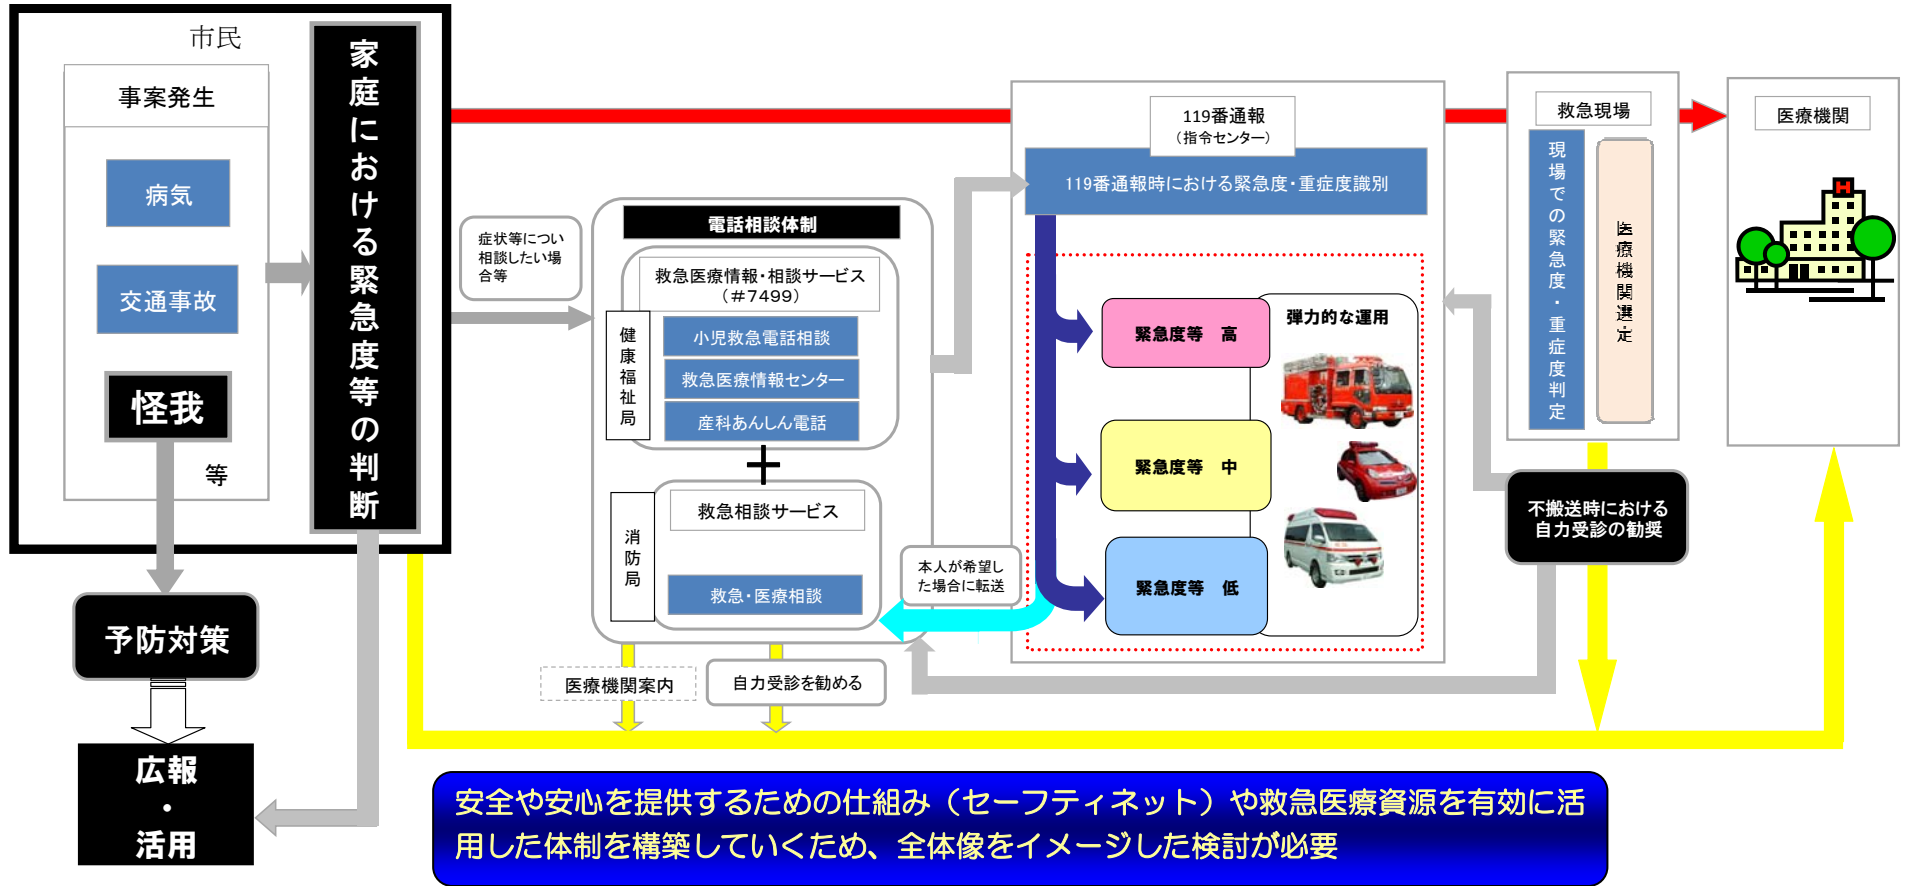 市民
事案発生
病気
交通事故
怪我
等
家庭における緊急度等の判断
予防対策
広報
・
活用
症状等につい
相談したい場
合等
電話相談体制
救急医療情報・相談サービス
（＃7499）
健康福祉局
小児救急電話相談
救急医療情報センター
産科あんしん電話
＋
消防局
救急相談サービス
救急・医療相談
医療機関案内
自力受診を勧める
本人が希望し
た場合に転送
119番通報
（指令センター）
119番通報時における緊急度・重症度識別
緊急度等　高
緊急度等　中
緊急度等　低
弾力的な運用
救急現場
現場での緊急度・重症度判定
医療機関選定
不搬送時における
自力受診の勧奨
医療機関
H
安全や安心を提供するための仕組み（セーフティネット）や救急医療資源を有効に活
用した体制を構築していくため、全体像をイメージした検討が必要